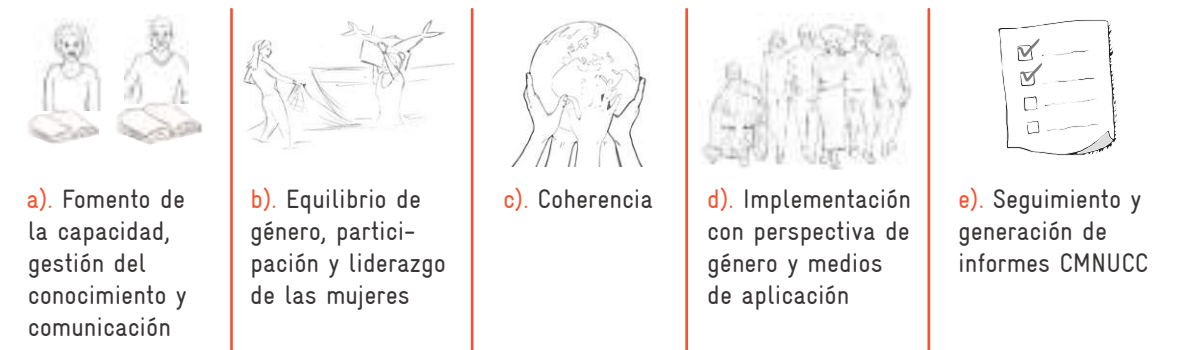 a). Fomento de
la capacidad,
gestión del
conocimiento y
comunicación
b). Equilibrio de
género, partici-
pación y liderazgo
de las mujeres
c). Coherencia
d). Implementación
con perspectiva de
género y medios
de aplicación
e). Seguimiento y
generación de
informes CMNUCC